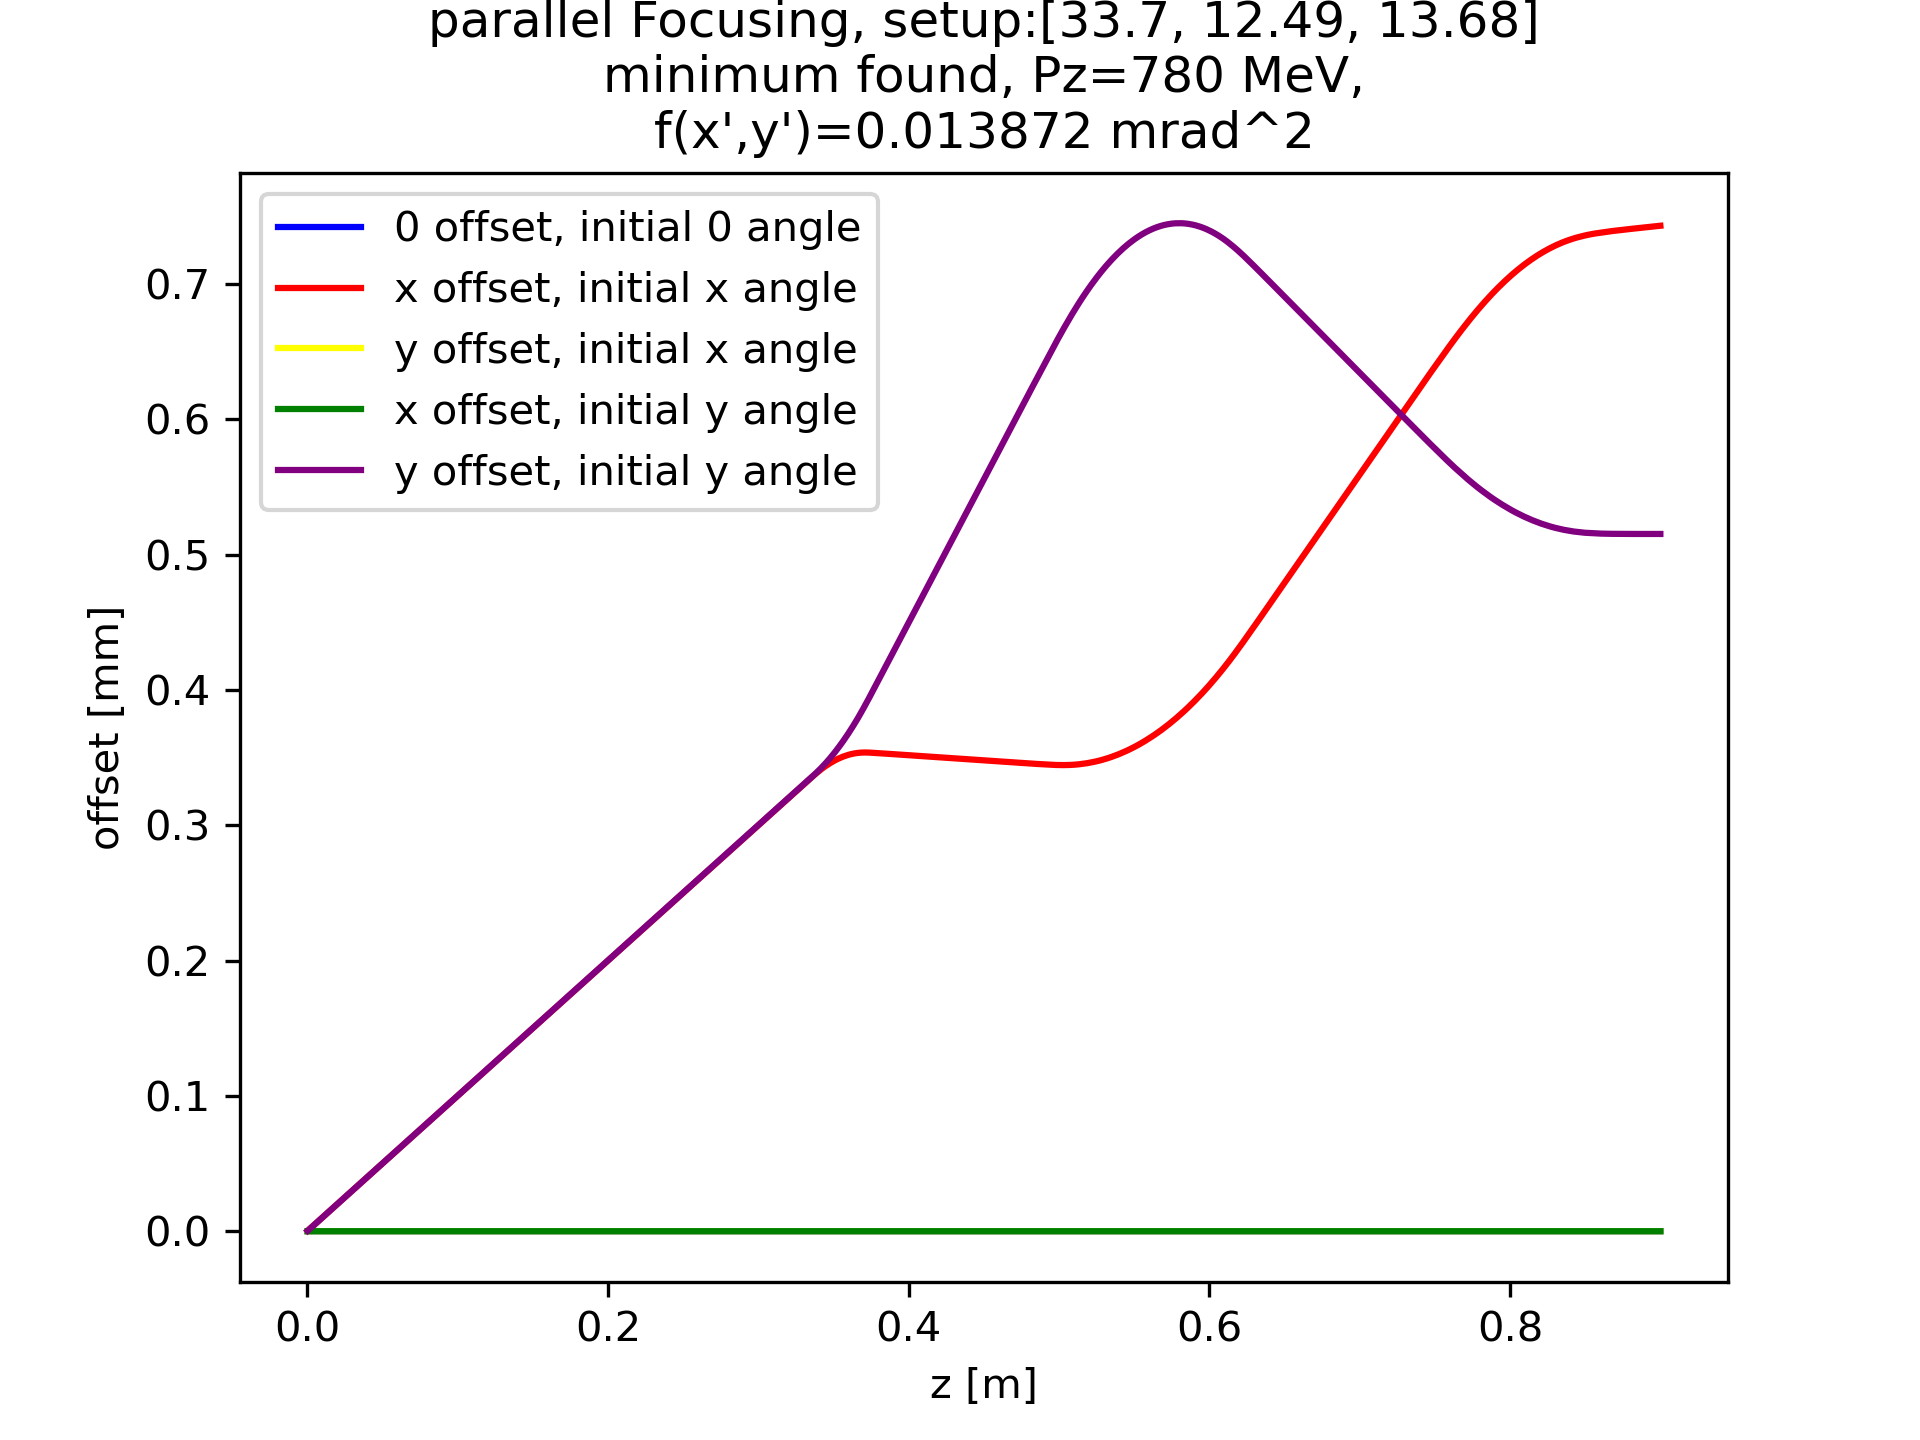 parallel Focusing, setup:[33.7, 12.49, 13.68]
minimum found, Pz=780 MeV,
f(x',y')=0.013872 mrad^2
0 offset, initial 0 angle
x offset, initial x angle
y offset, initial x angle
x offset, initial y angle
y offset, initial y angle
0.7
0.6
0.5
0.4
0.3
0.2
0.1
0.0
offset [mm]
0.0 0.2 0.4 0.6 0.8
z [m]